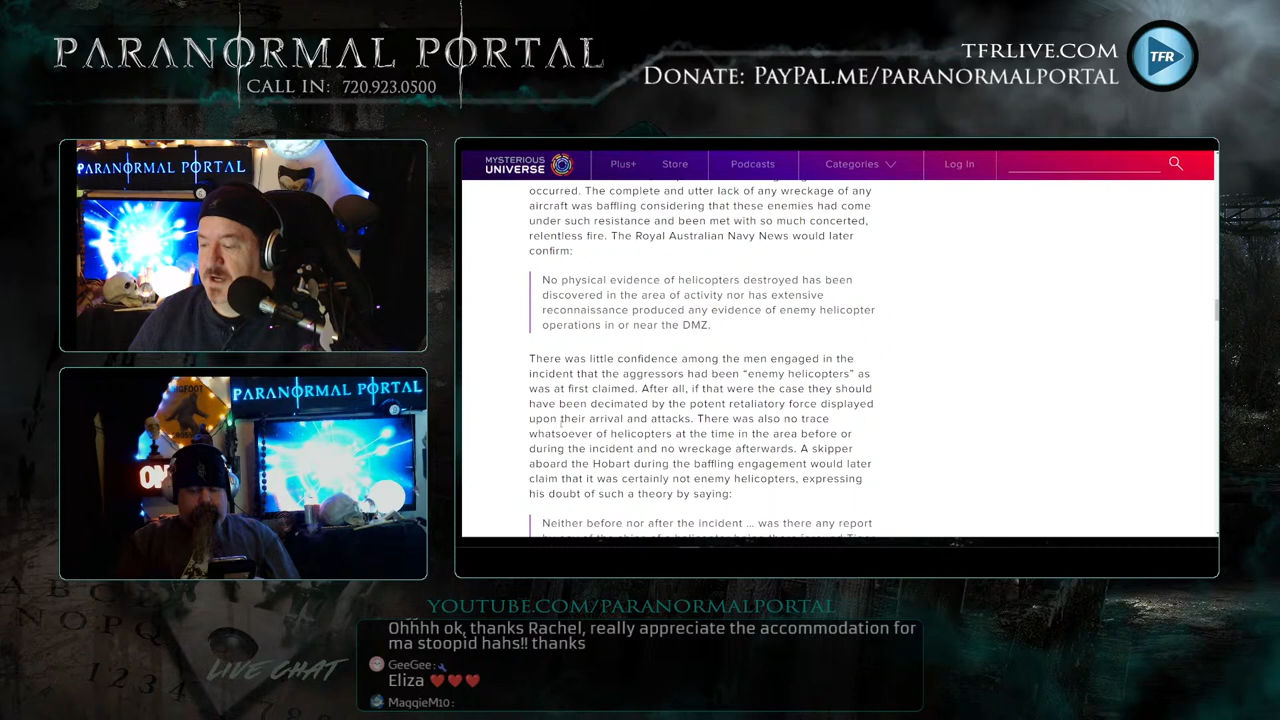 PARANORMAL PORTAL
CALL IN: 720.923.0500
TFRLIVE.COM
DONATE: PAYPAL.ME/PARANORMALPORTAL
TFR
PARANORMAL PORTAL
PARANORMAL PORTAL
ON
MYSTERIOUS
UNIVERSE
Plus+ Store Podcasts Categories Log In
occurred. The complete and utter lack of any wreckage of any
aircraft was baffling considering that these enemies had come
under such resistance and been met with so much concerted,
relentless fire. The Royal Australian Navy News would later
confirm:
No physical evidence of helicopters destroyed has been
discovered in the area of activity nor has extensive
reconnaissance produced any evidence of enemy helicopter
operations in or near the DMZ.
There was little confidence among the men engaged in the
incident that the aggressors had been “enemy helicopters” as
was at first claimed. After all, if that were the case they should
have been decimated by the potent retaliatory force displayed
upon their arrival and attacks. There was also no trace
whatsoever of helicopters at the time in the area before or
during the incident and no wreckage afterwards. A skipper
aboard the Hobart during the baffling engagement would later
claim that it was certainly not enemy helicopters, expressing
his doubt of such a theory by saying:
Neither before nor after the incident ... was there any report
YOUTUBE.COM/PARANORMALPORTAL
LIVE CHAT
Ohhhh ok, thanks Rachel, really appreciate the accommodation for
ma stoopid hahs!! thanks
GeeGee:
Eliza ❤❤❤
MaggieM10: